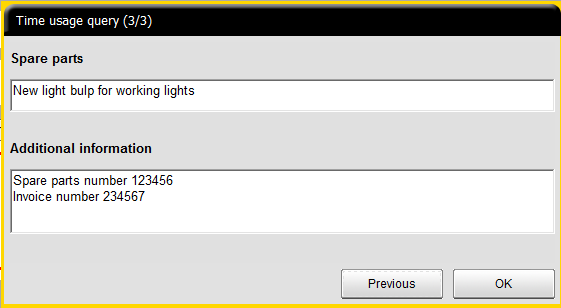 Time usage query (3/3)
Spare parts
New light bulp for working lights
Additional information
Spare parts number 123456
Invoice number 234567
Previous
OK